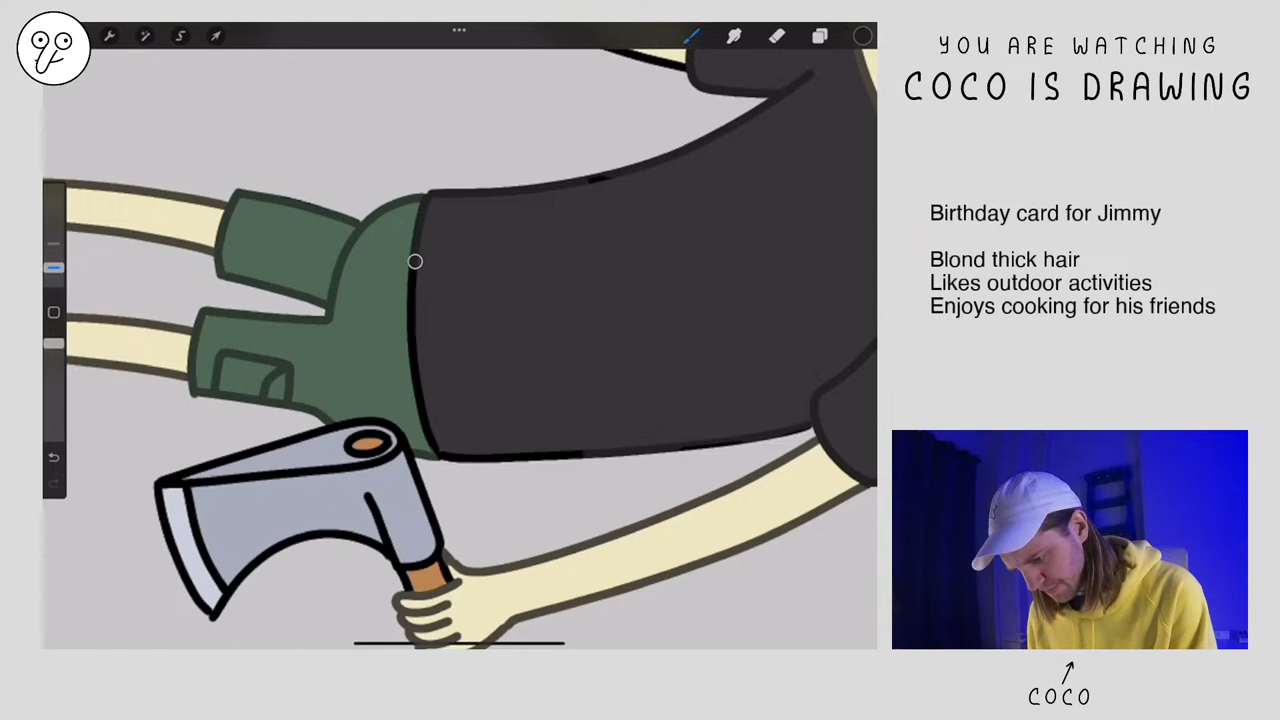 YOU ARE WATCHING
COCO IS DRAWING
Birthday card for Jimmy
Blond thick hair
Likes outdoor activities
Enjoys cooking for his friends
COCO